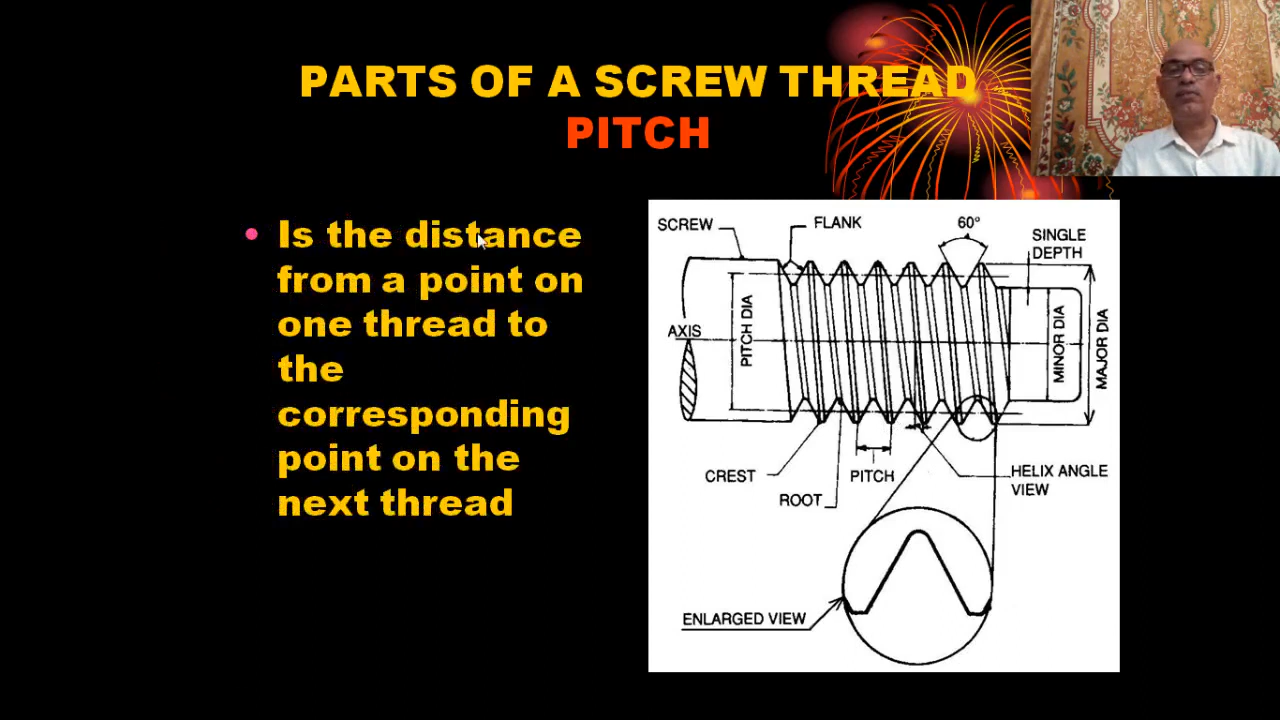 PARTS OF A SCREW THREAD
PITCH
• Is the distance
from a point on
one thread to
the
corresponding
point on the
next thread
SCREW
FLANK
60°
SINGLE
DEPTH
AXIS
PITCH DIA
MINOR DIA
MAJOR DIA
CREST
PITCH
ROOT
HELIX ANGLE
VIEW
ENLARGED VIEW